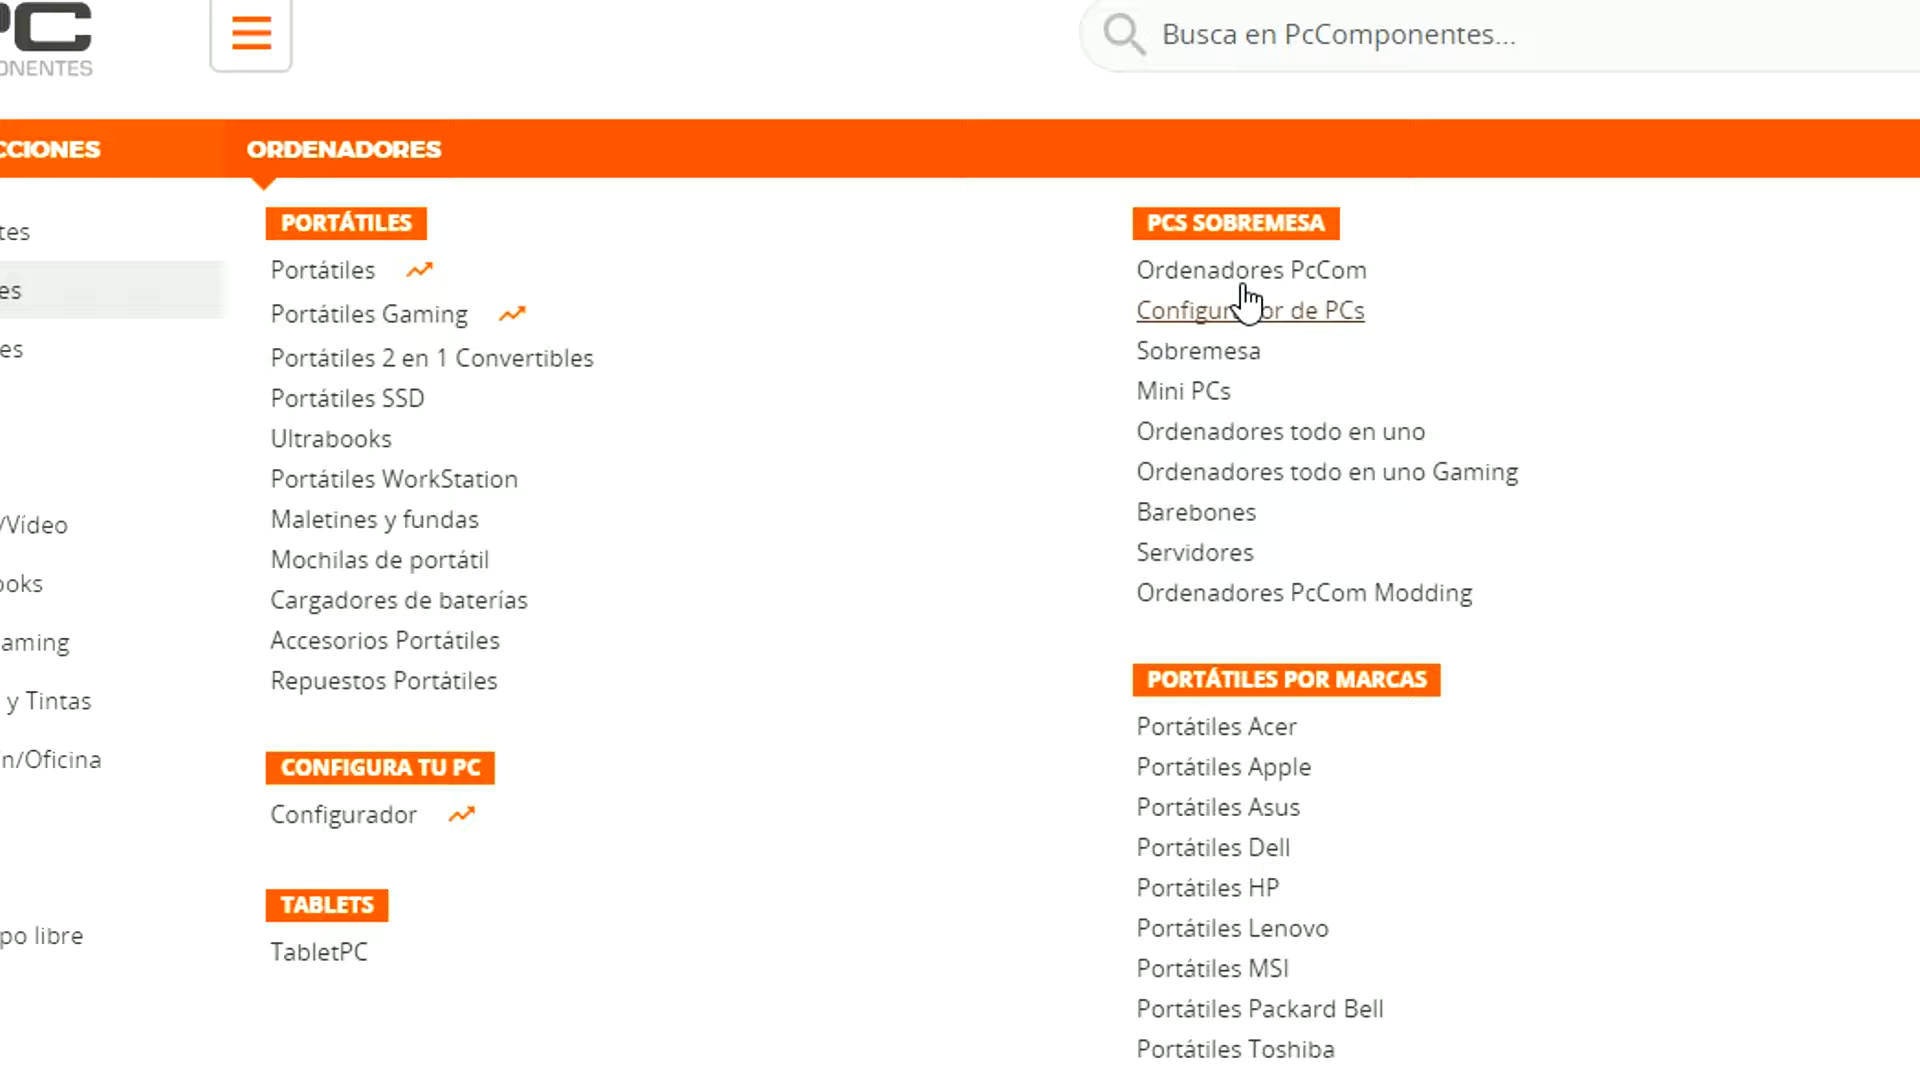 PC
Busca en PcComponentes...
ONENTES
CCIONES
ORDENADORES
tes
es
es
/Vídeo
ooks
aming
y Tintas
n/Oficina
po libre
PORTÁTILES
Portátiles
Portátiles Gaming
Portátiles 2 en 1 Convertibles
Portátiles SSD
Ultrabooks
Portátiles WorkStation
Maletines y fundas
Mochilas de portátil
Cargadores de baterías
Accesorios Portátiles
Repuestos Portátiles
CONFIGURA TU PC
Configurador
TABLETS
TabletPC
PCS SOBREMESA
Ordenadores PcCom
Configurador de PCs
Sobremesa
Mini PCs
Ordenadores todo en uno
Ordenadores todo en uno Gaming
Barebones
Servidores
Ordenadores PcCom Modding
PORTÁTILES POR MARCAS
Portátiles Acer
Portátiles Apple
Portátiles Asus
Portátiles Dell
Portátiles HP
Portátiles Lenovo
Portátiles MSI
Portátiles Packard Bell
Portátiles Toshiba